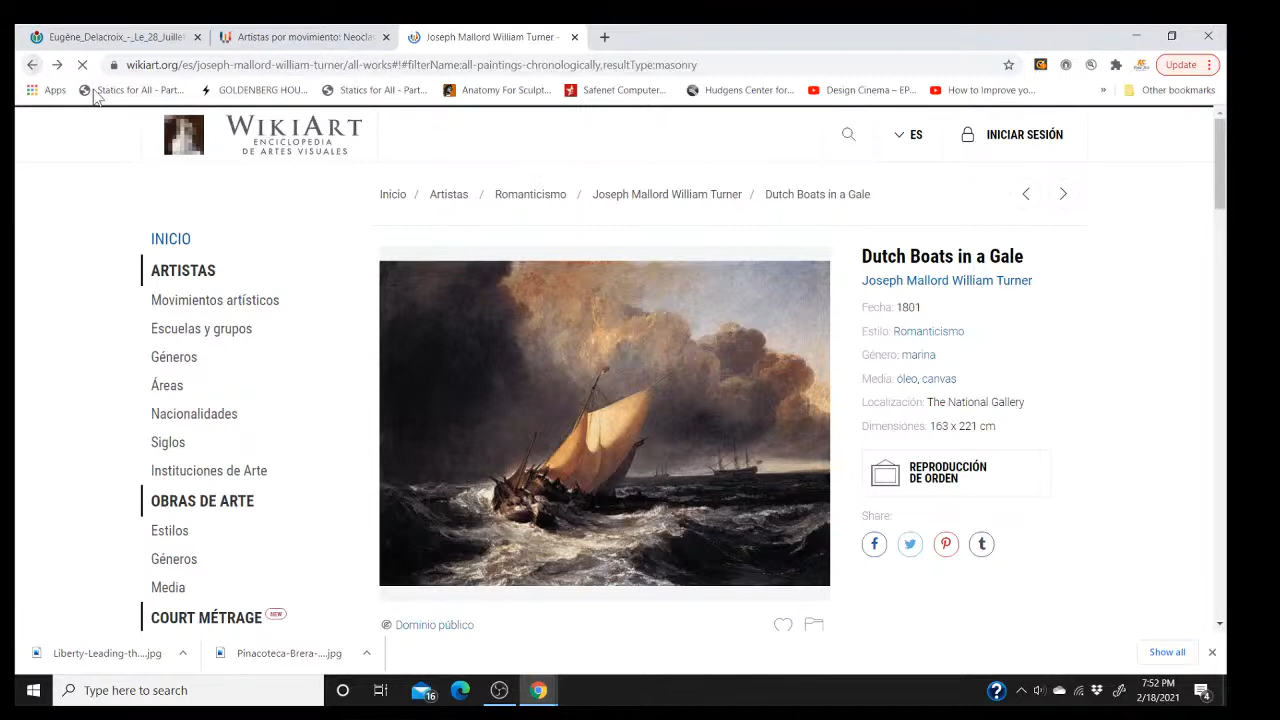 Eugène_Delacroix_-_Le_28_Juillet
Artistas por movimiento: Neoclas
Joseph Mallord William Turner -
wikiart.org/es/joseph-mallord-william-turner/all-works#!#filterName:all-paintings-chronologically,resultType:masonry
Update
Apps
Statics for All - Part...
GOLDENBERG HOU...
Statics for All - Part...
Anatomy For Sculpt...
Safenet Computer...
Hudgens Center for...
Design Cinema – EP...
How to Improve yo...
»
Other bookmarks
WIKIART
ENCICLOPEDIA
DE ARTES VISUALES
ES
INICIAR SESIÓN
Inicio / Artistas / Romanticismo / Joseph Mallord William Turner / Dutch Boats in a Gale
INICIO
ARTISTAS
Movimientos artísticos
Escuelas y grupos
Géneros
Áreas
Nacionalidades
Siglos
Instituciones de Arte
OBRAS DE ARTE
Estilos
Géneros
Media
COURT MÉTRAGE NEW
Dutch Boats in a Gale
Joseph Mallord William Turner
Fecha: 1801
Estilo: Romanticismo
Género: marina
Media: óleo, canvas
Localización: The National Gallery
Dimensiónes: 163 x 221 cm
REPRODUCCIÓN
DE ORDEN
Share:
Dominio público
Liberty-Leading-th....jpg
Pinacoteca-Brera-....jpg
Show all
Type here to search
16
7:52 PM
2/18/2021
4